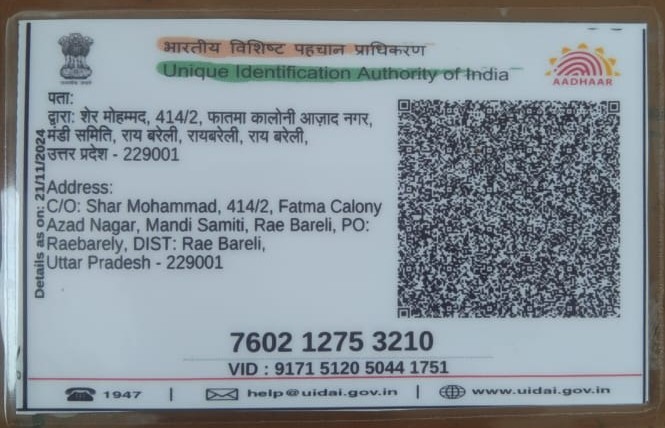 भारतीय विशिष्ट पहचान प्राधिकरण
Unique Identification Authority of India
AADHAAR
पता:
द्वारा: शेर मोहम्मद, 414/2, फातमा कालोनी आज़ाद नगर,
मंडी समिति, राय बरेली, रायबरेली, राय बरेली,
उत्तर प्रदेश - 229001
Details as on: 21/11/2024
Address:
C/O: Shar Mohammad, 414/2, Fatma Calony
Azad Nagar, Mandi Samiti, Rae Bareli, PO:
Raebarely, DIST: Rae Bareli,
Uttar Pradesh - 229001
7602 1275 3210
VID : 9171 5120 5044 1751
1947 | help@uidai.gov.in | www.uidai.gov.in